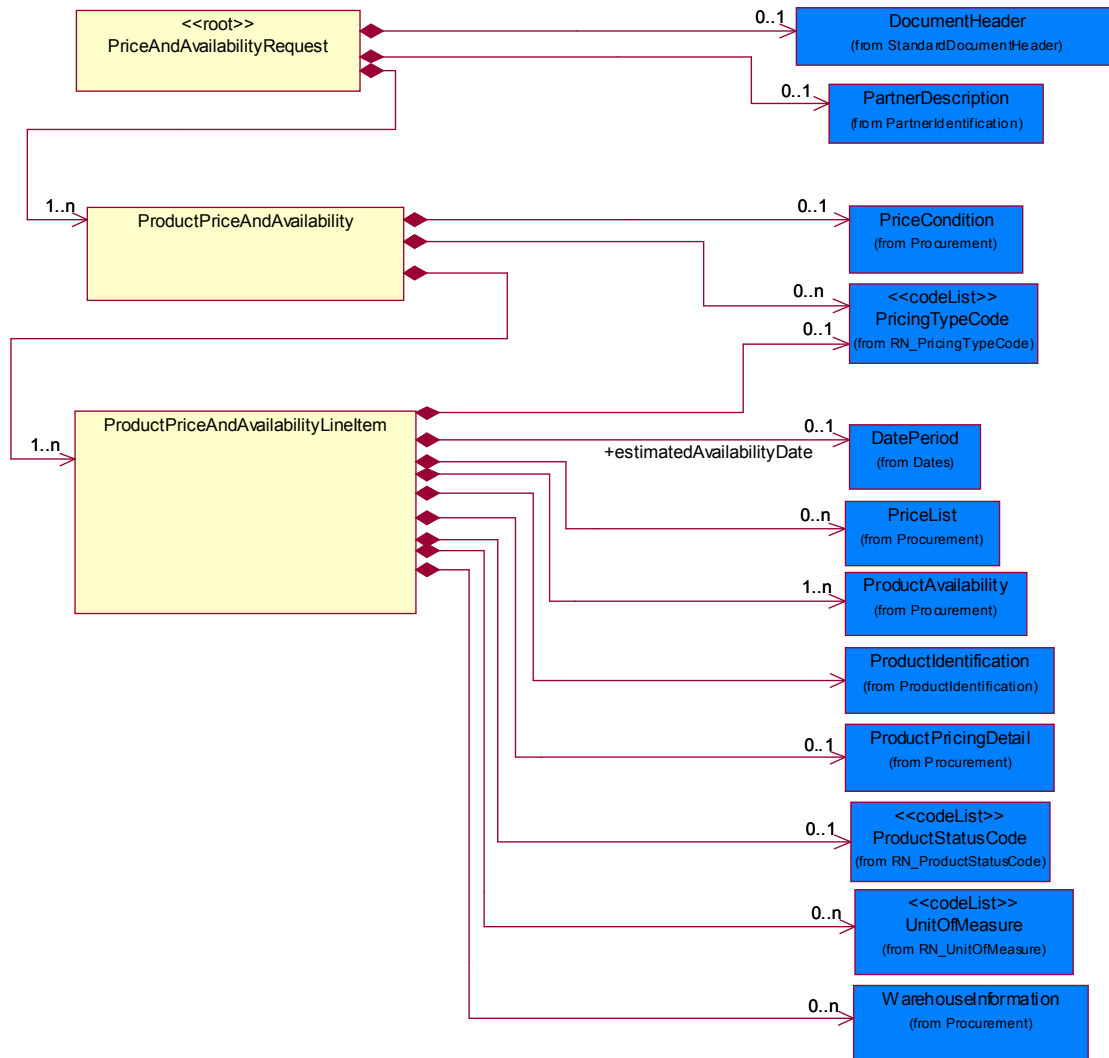 <<root>>
PriceAndAvailabilityRequest
0..1
DocumentHeader
(from StandardDocumentHeader)
0..1
PartnerDescription
(from PartnerIdentification)
1..n
ProductPriceAndAvailability
0..1
PriceCondition
(from Procurement)
0..n
<<codeList>>
PricingTypeCode
0..1
(from RN_PricingTypeCode)
1..n
ProductPriceAndAvailabilityLineItem
0..1
+estimatedAvailabilityDate
DatePeriod
(from Dates)
0..n
PriceList
(from Procurement)
1..n
ProductAvailability
(from Procurement)
ProductIdentification
(from ProductIdentification)
0..1
ProductPricingDetail
(from Procurement)
0..1
<<codeList>>
ProductStatusCode
(from RN_ProductStatusCode)
0..n
<<codeList>>
UnitOfMeasure
(from RN_UnitOfMeasure)
0..n
WarehouseInformation
(from Procurement)